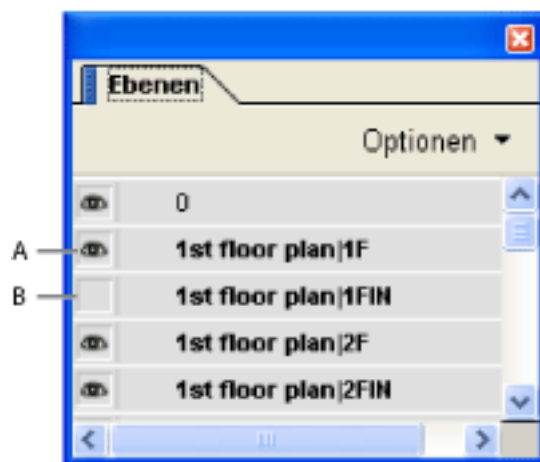 Ebenen
Optionen
0
A 1st floor plan|1F
B 1st floor plan|1FIN
1st floor plan|2F
1st floor plan|2FIN